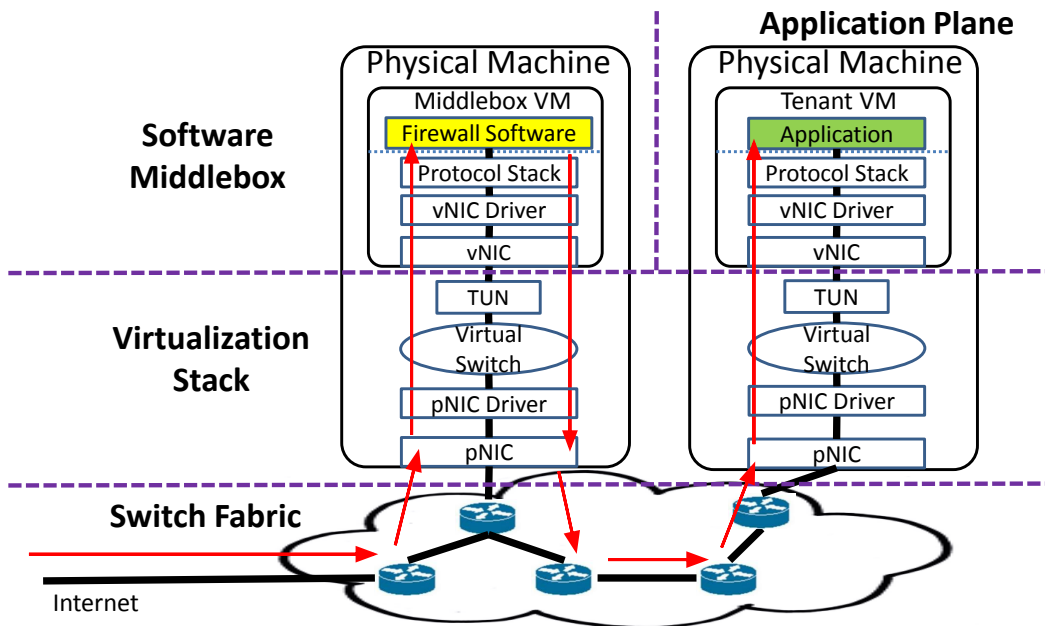 Application Plane
Physical Machine
Physical Machine
Middlebox VM
Tenant VM
Software
Middlebox
Firewall Software
Application
Protocol Stack
Protocol Stack
vNIC Driver
vNIC Driver
vNIC
vNIC
Virtualization
Stack
TUN
TUN
Virtual
Switch
Virtual
Switch
pNIC Driver
pNIC Driver
pNIC
pNIC
Switch Fabric
Internet